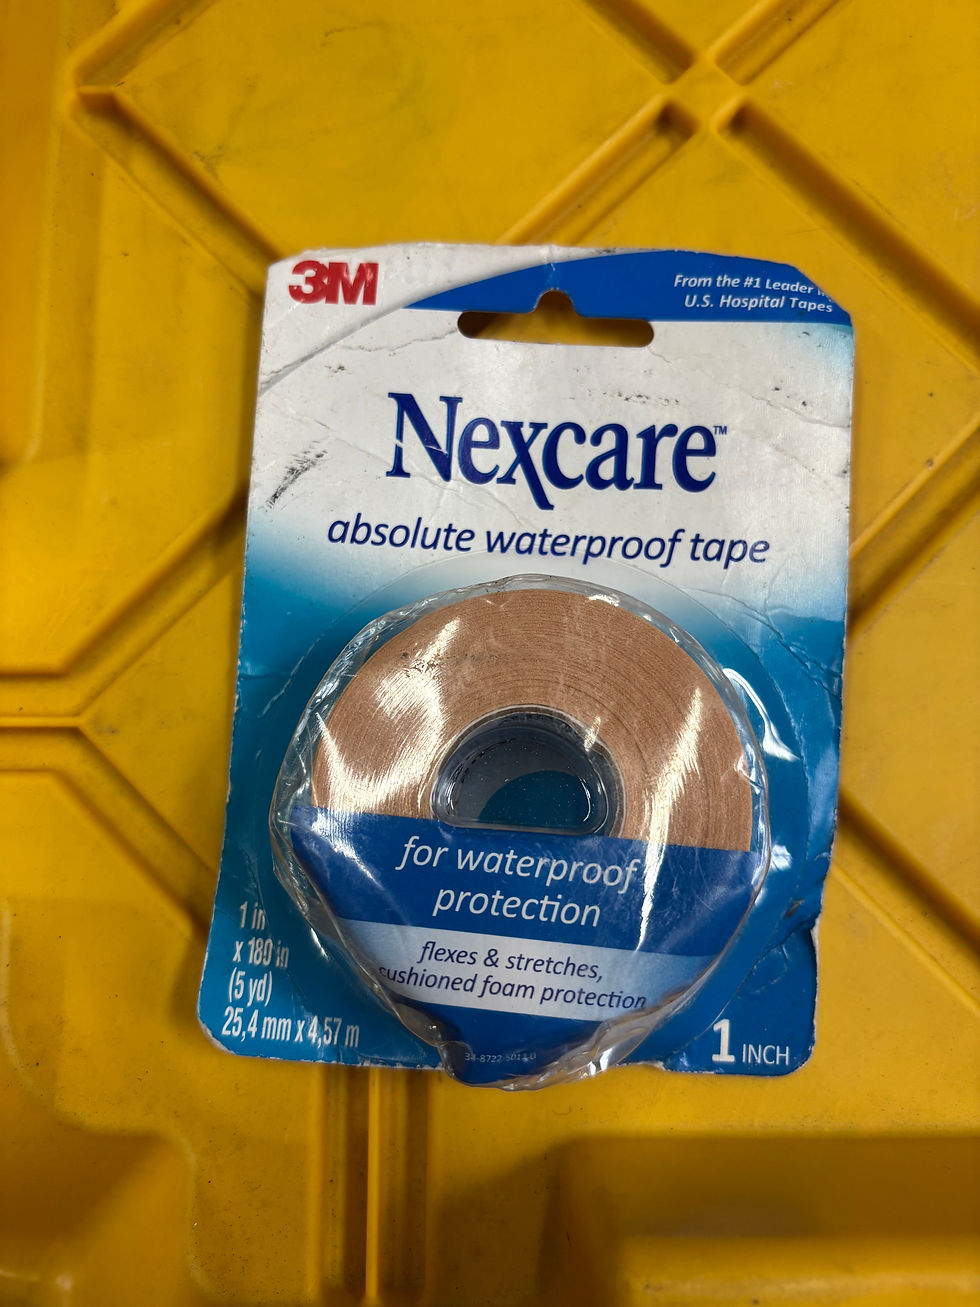 3M
From the #1 Leader in
U.S. Hospital Tapes
Nexcare™
absolute waterproof tape
for waterproof
protection
flexes & stretches,
cushioned foam protection
1 in
x 180 in
(5 yd)
25,4 mm x 4,57 m
1 INCH